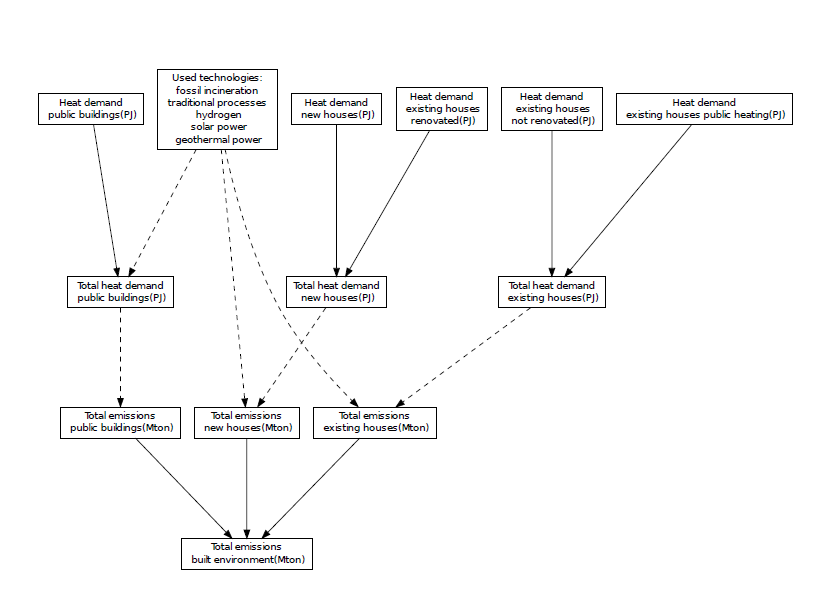 Used technologies:
fossil incineration
traditional processes
hydrogen
solar power
geothermal power
Heat demand
public buildings(PJ)
Heat demand
new houses(PJ)
Heat demand
existing houses
renovated(PJ)
Heat demand
existing houses
not renovated(PJ)
Heat demand
existing houses public heating(PJ)
Total heat demand
public buildings(PJ)
Total heat demand
new houses(PJ)
Total heat demand
existing houses(PJ)
Total emissions
public buildings(Mton)
Total emissions
new houses(Mton)
Total emissions
existing houses(Mton)
Total emissions
built environment(Mton)